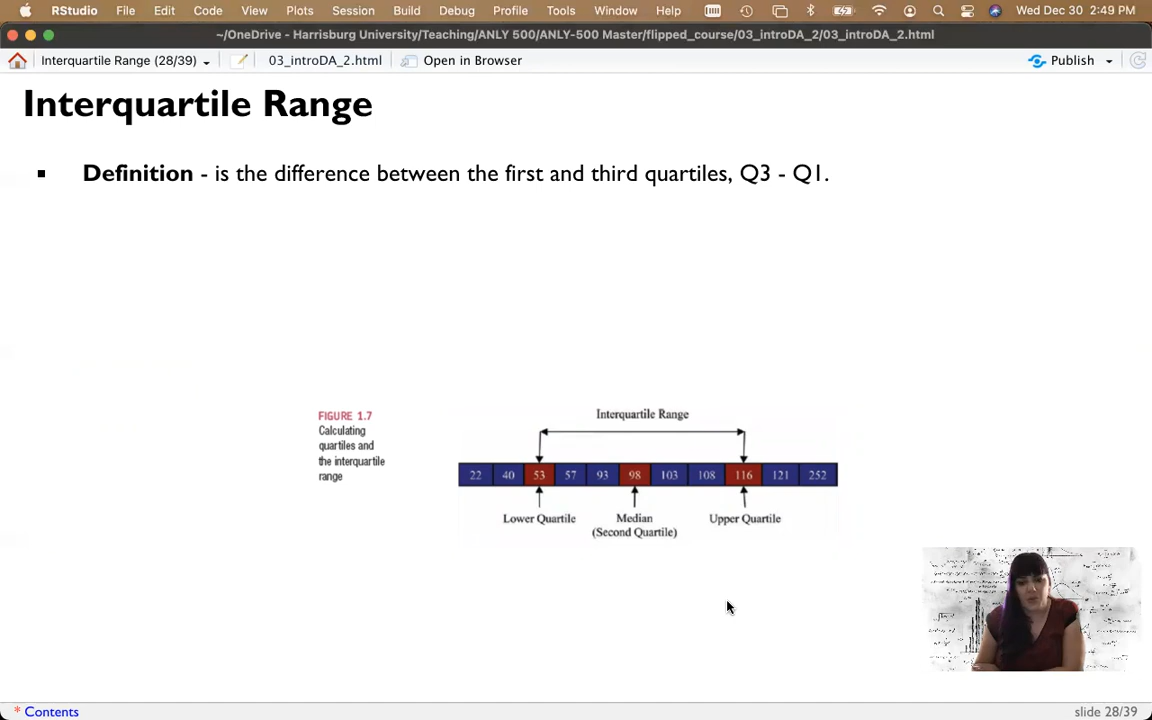 RStudio File Edit Code View Plots Session Build Debug Profile Tools Window Help Wed Dec 30 2:49 PM
~/OneDrive - Harrisburg University/Teaching/ANLY 500/ANLY-500 Master/flipped_course/03_introDA_2/03_introDA_2.html
Interquartile Range (28/39) 03_introDA_2.html Open in Browser Publish
Interquartile Range
▪ Definition - is the difference between the first and third quartiles, Q3 - Q1.
FIGURE 1.7
Calculating
quartiles and
the interquartile
range
Interquartile Range
22 40 53 57 93 98 103 108 116 121 252
Lower Quartile Median Upper Quartile
(Second Quartile)
* Contents slide 28/39